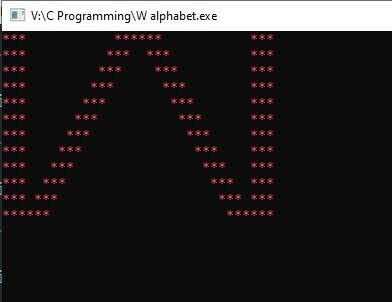 V:\C Programming\W alphabet.exe
***           ******           ***
***          ***  ***          ***
***         ***    ***         ***
***        ***      ***        ***
***       ***        ***       ***
***      ***          ***      ***
***     ***            ***     ***
***    ***              ***    ***
***   ***                ***   ***
***  ***                  ***  ***
*** ***                    *** ***
******                      ******